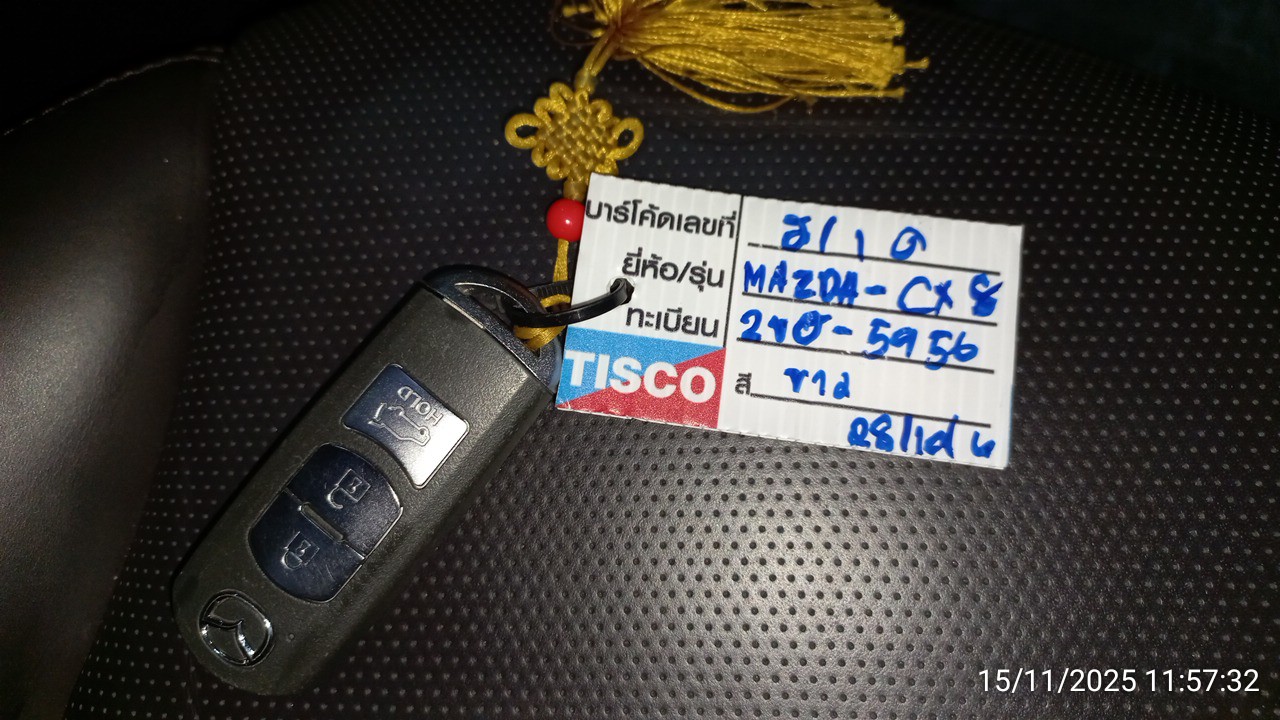 บาร์โค้ดเลขที่
ยี่ห้อ/รุ่น MAZDA-CX 8
ทะเบียน 5956
TISCO
สี ขาว
HOLD
15/11/2025 11:57:32